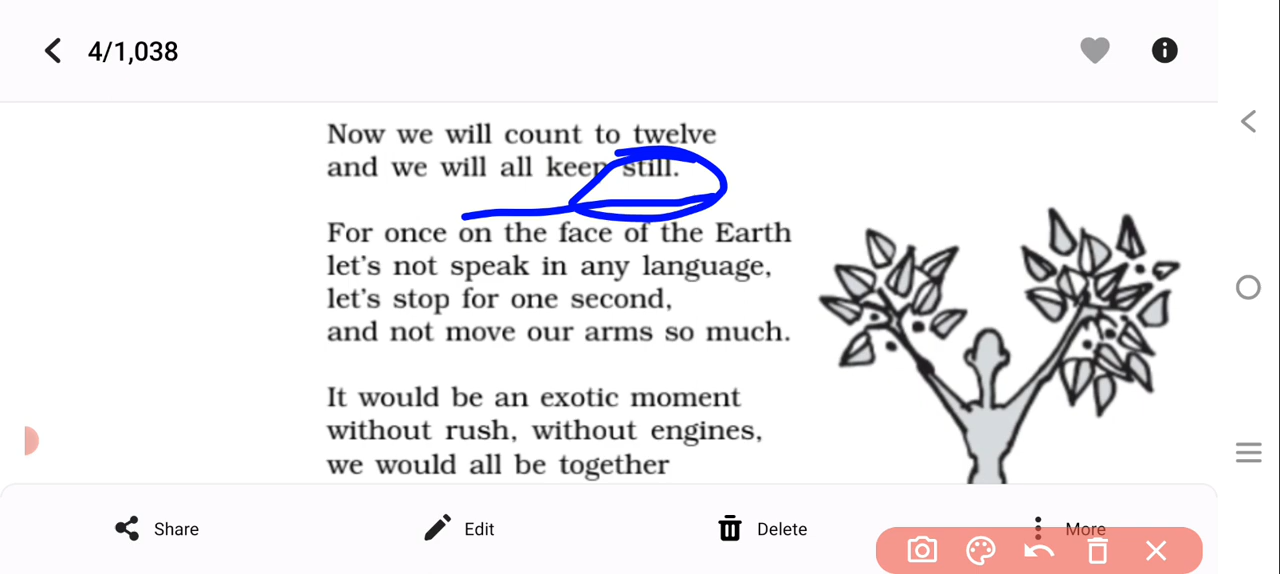 4/1,038
Now we will count to twelve
and we will all keep still.
For once on the face of the Earth
let's not speak in any language,
let's stop for one second,
and not move our arms so much.
It would be an exotic moment
without rush, without engines,
we would all be together
Share
Edit
Delete
More